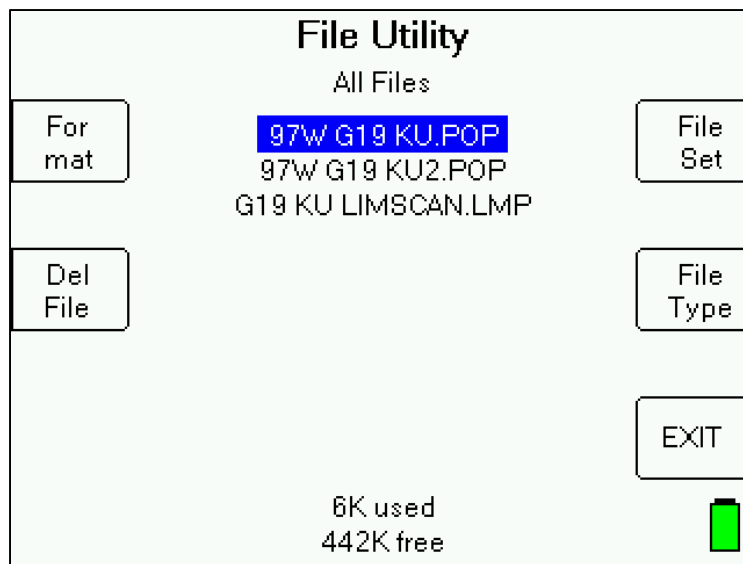 File Utility
All Files
For
mat
97W G19 KU.POP
File
Set
97W G19 KU2.POP
G19 KU LIMSCAN.LMP
Del
File
File
Type
EXIT
6K used
442K free